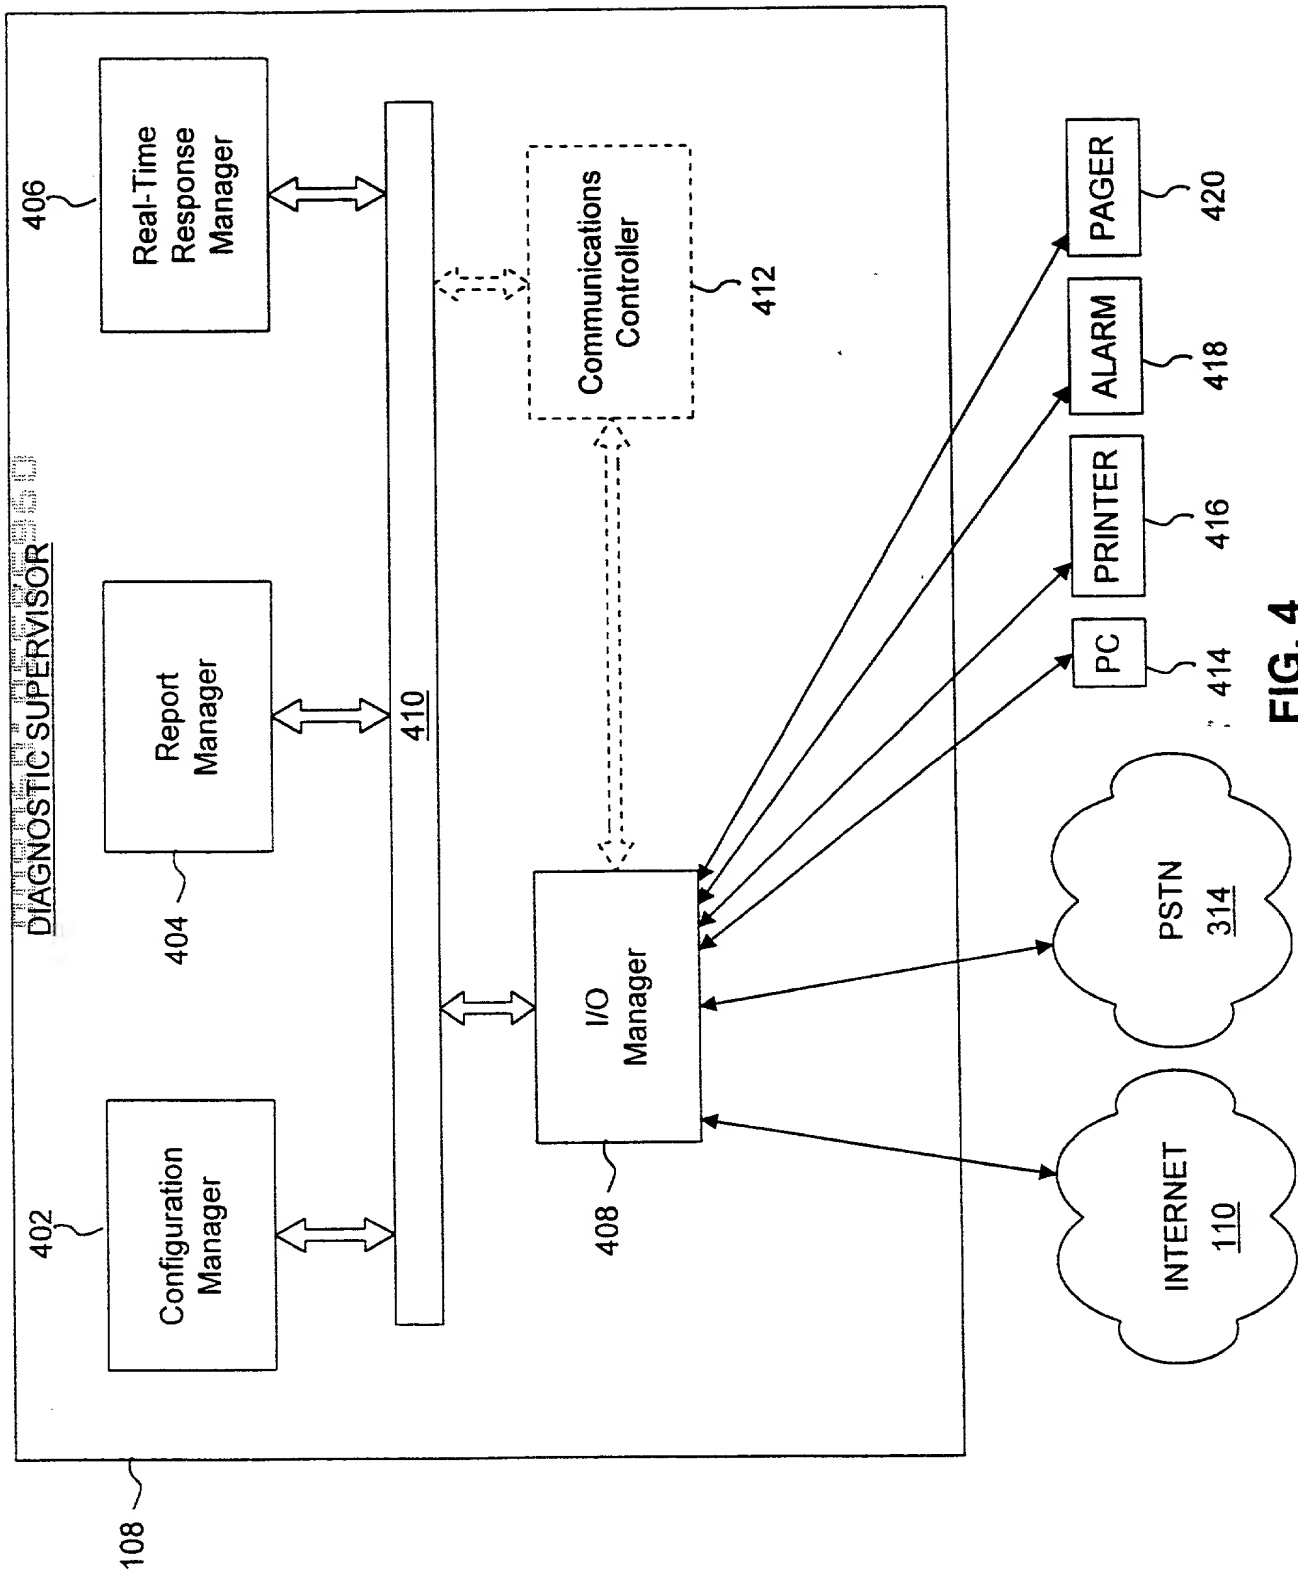 DIAGNOSTIC SUPERVISOR
108
402
Configuration
Manager
404
Report
Manager
406
Real-Time
Response
Manager
410
408
I/O
Manager
Communications
Controller
412
INTERNET
110
PSTN
314
PC
414
PRINTER
416
ALARM
418
PAGER
420
FIG. 4